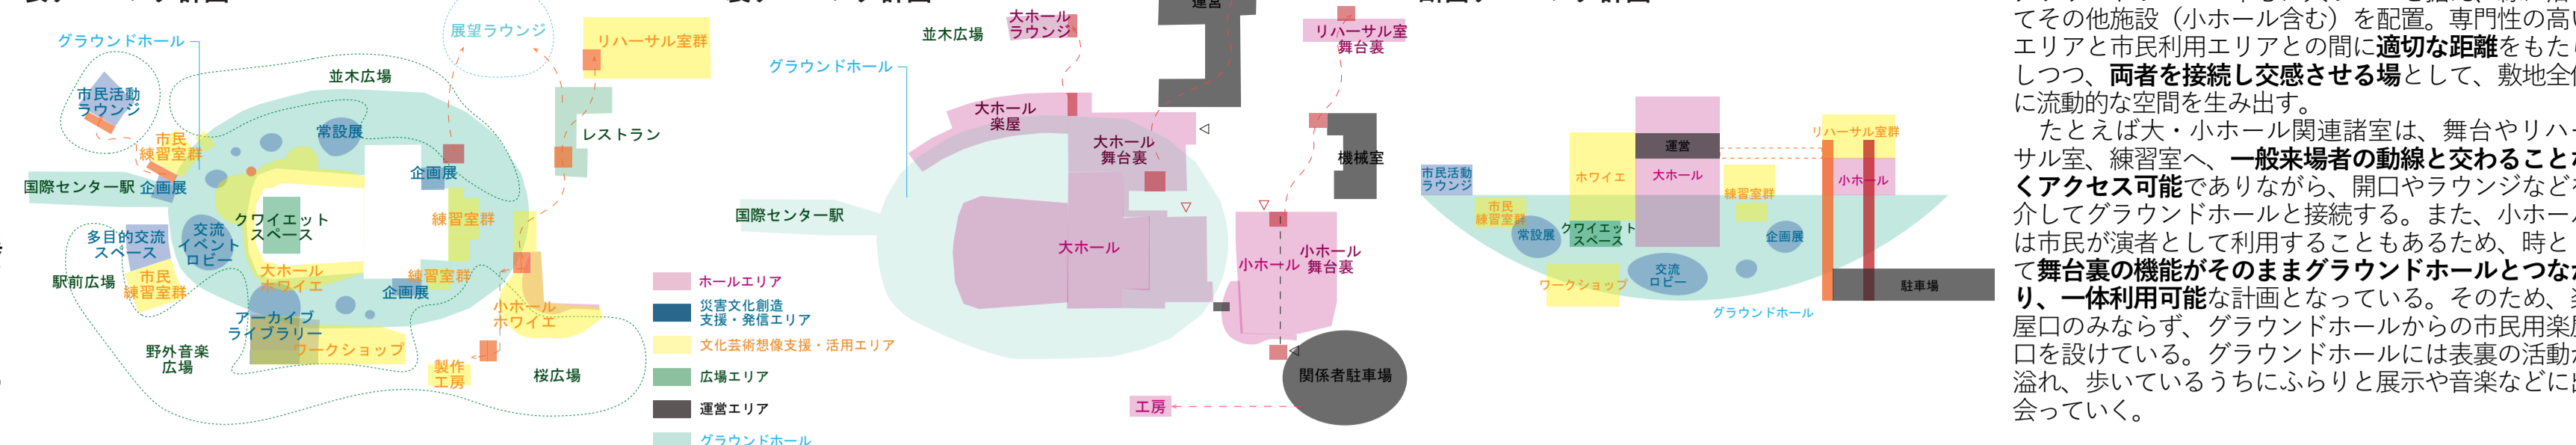 展望ラウンジ
グラウンドホール
リハーサル室群
並木広場
市民活動
ラウンジ
常設展
レストラン
市民
練習室群
企画展
国際センター駅
企画展
クワイエット
スペース
練習室群
多目的交流
スペース
交流
イベント
ロビー
駅前広場
市民
練習室群
大ホール
ホワイエ
練習室群
企画展
小ホール
ホワイエ
アーカイブ
ライブラリー
ワークショップ
野外音楽
広場
製作
工房
桜広場
ホールエリア
災害文化創造
支援・発信エリア
文化芸術想像支援・活用エリア
広場エリア
運営エリア
グラウンドホール
大ホール
ラウンジ
並木広場
運営
リハーサル室
舞台裏
グラウンドホール
大ホール
楽屋
大ホール
舞台裏
機械室
国際センター駅
大ホール
小ホール
小ホール
舞台裏
関係者駐車場
工房
リハーサル室群
運営
市民活動
ラウンジ
ホワイエ
大ホール
小ホール
練習室群
市民
練習室群
常設展
クワイエット
スペース
企画展
交流
ロビー
ワークショップ
駐車場
グラウンドホール
てその他施設（小ホール含む）を配置。専門性の高い
エリアと市民利用エリアとの間に適切な距離をもた
しつつ、両者を接続し交感させる場として、敷地全
に流動的な空間を生み出す。
たとえば大・小ホール関連諸室は、舞台やリハ
サル室、練習室へ、一般来場者の動線と交わること
くアクセス可能でありながら、開口やラウンジなど
介してグラウンドホールと接続する。また、小ホー
は市民が演者として利用することもあるため、時と
て舞台裏の機能がそのままグラウンドホールとつな
り、一体利用可能な計画となっている。そのため、
屋口のみならず、グラウンドホールからの市民用楽
口を設けている。グラウンドホールには表裏の活動
溢れ、歩いているうちにふらりと展示や音楽などに
会っていく。